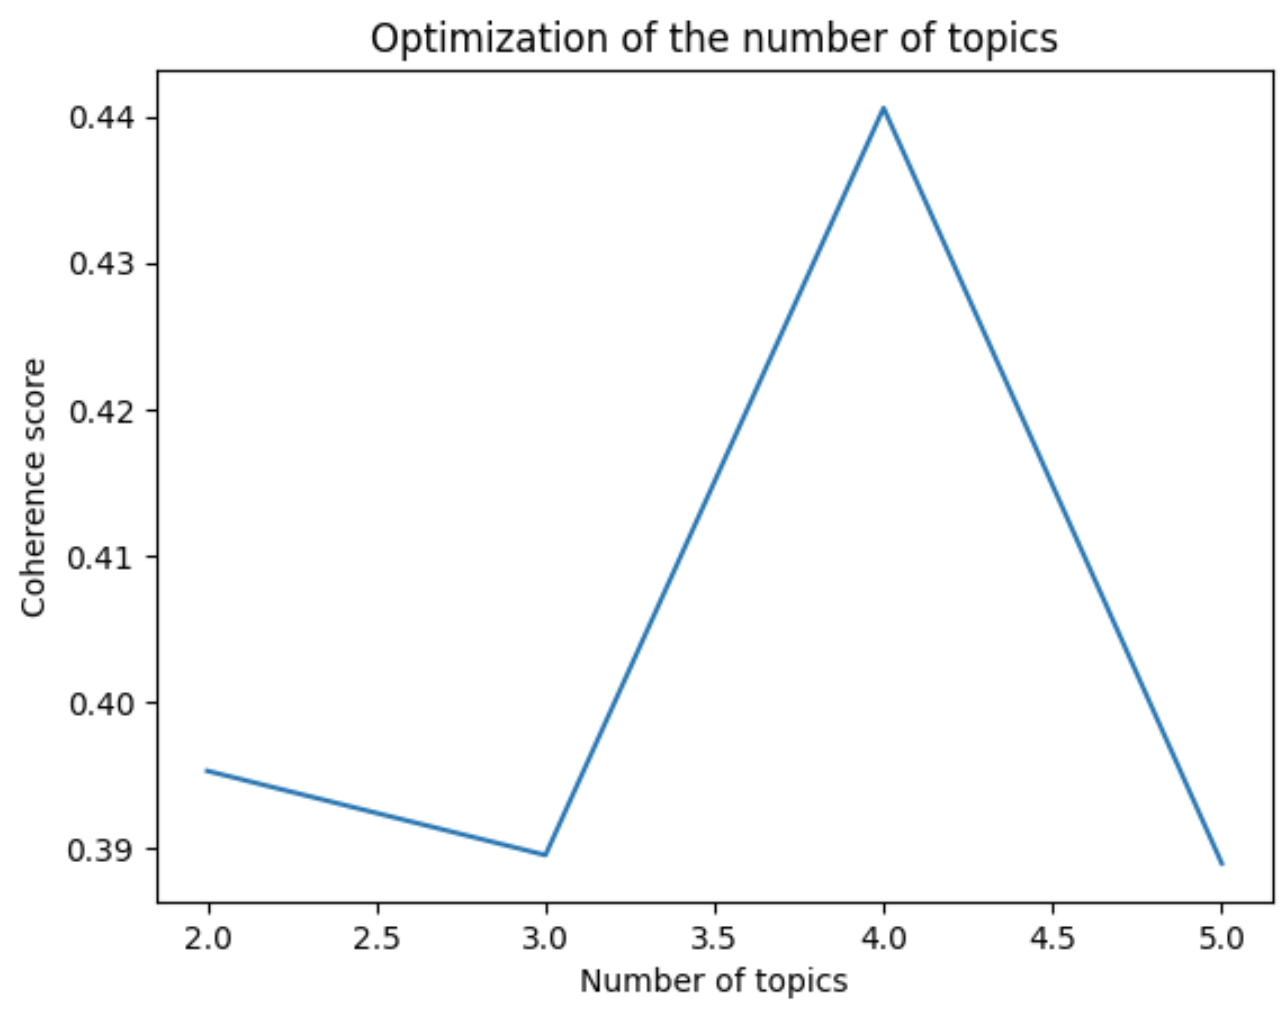 Optimization of the number of topics
0.44
0.43
0.42
0.41
0.40
0.39
Coherence score
2.0 2.5 3.0 3.5 4.0 4.5 5.0
Number of topics